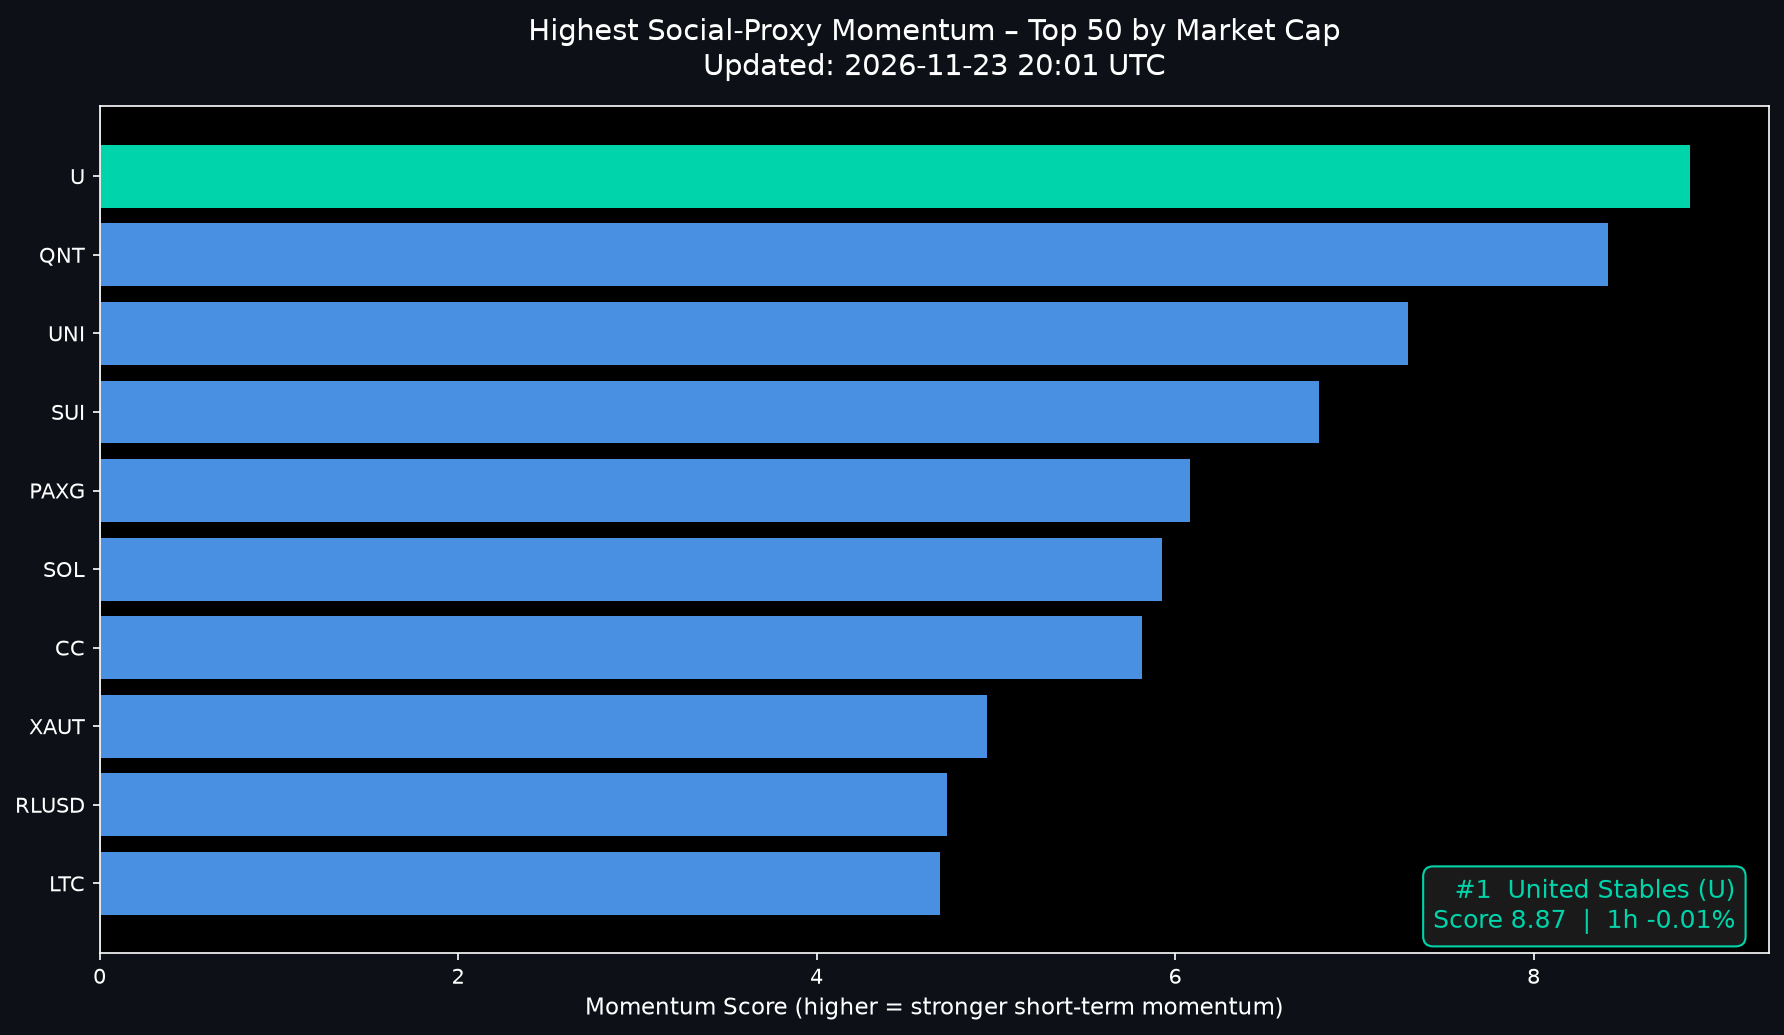 Highest Social-Proxy Momentum – Top 50 by Market Cap
Updated: 2026-11-23 20:01 UTC
U
QNT
UNI
SUI
PAXG
SOL
CC
XAUT
RLUSD
LTC
#1  United Stables (U)
Score 8.87  |  1h -0.01%
0 2 4 6 8
Momentum Score (higher = stronger short-term momentum)